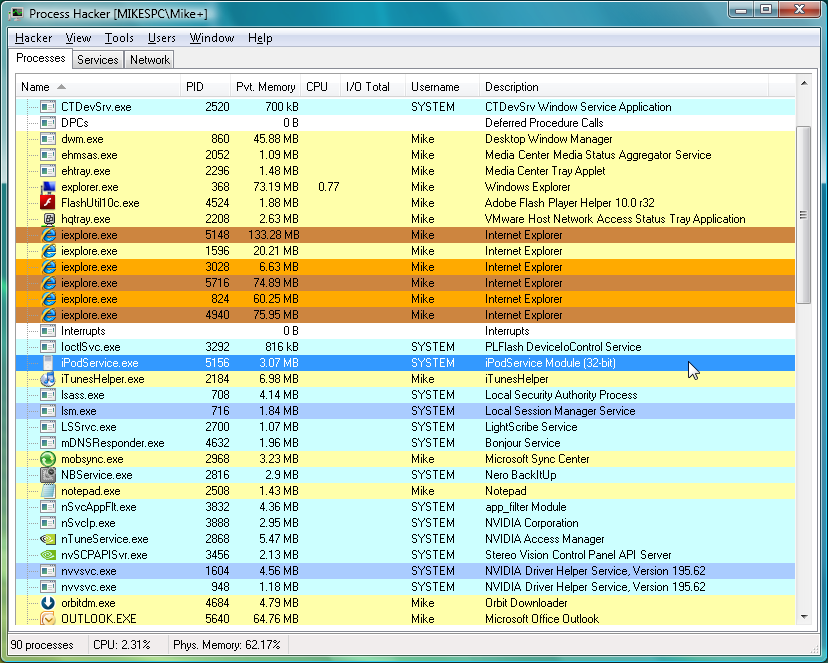 Process Hacker [MIKESPC\Mike+]
Hacker View Tools Users Window Help
Processes Services Network
Name PID Pvt. Memory CPU I/O Total Username Description
CTDevSrv.exe 2520 700 kB SYSTEM CTDevSrv Window Service Application
DPCs 0 B Deferred Procedure Calls
dwm.exe 860 45.88 MB Mike Desktop Window Manager
ehmsas.exe 2052 1.09 MB Mike Media Center Media Status Aggregator Service
ehtray.exe 2296 1.48 MB Mike Media Center Tray Applet
explorer.exe 368 73.19 MB 0.77 Mike Windows Explorer
FlashUtil10c.exe 4524 1.88 MB Mike Adobe Flash Player Helper 10.0 r32
hqtray.exe 2208 2.63 MB Mike VMware Host Network Access Status Tray Application
iexplore.exe 5148 133.28 MB Mike Internet Explorer
iexplore.exe 1596 20.21 MB Mike Internet Explorer
iexplore.exe 3028 6.63 MB Mike Internet Explorer
iexplore.exe 5716 74.89 MB Mike Internet Explorer
iexplore.exe 824 60.25 MB Mike Internet Explorer
iexplore.exe 4940 75.95 MB Mike Internet Explorer
Interrupts 0 B Interrupts
IoctlSvc.exe 3292 816 kB SYSTEM PLFlash DeviceIoControl Service
iPodService.exe 5156 3.07 MB SYSTEM iPodService Module (32-bit)
iTunesHelper.exe 2184 6.98 MB Mike iTunesHelper
lsass.exe 708 4.14 MB SYSTEM Local Security Authority Process
lsm.exe 716 1.84 MB SYSTEM Local Session Manager Service
LSSrvc.exe 2700 1.07 MB SYSTEM LightScribe Service
mDNSResponder.exe 4632 1.96 MB SYSTEM Bonjour Service
mobsync.exe 2968 3.23 MB Mike Microsoft Sync Center
NBService.exe 2816 2.9 MB SYSTEM Nero BackItUp
notepad.exe 2508 1.43 MB Mike Notepad
nSvcAppFlt.exe 3832 4.36 MB SYSTEM app_filter Module
nSvcIp.exe 3888 2.95 MB SYSTEM NVIDIA Corporation
nTuneService.exe 2868 5.47 MB SYSTEM NVIDIA Access Manager
nvSCPAPISvr.exe 3456 2.13 MB SYSTEM Stereo Vision Control Panel API Server
nvvsvc.exe 1604 4.56 MB SYSTEM NVIDIA Driver Helper Service, Version 195.62
nvvsvc.exe 948 1.18 MB SYSTEM NVIDIA Driver Helper Service, Version 195.62
orbitdm.exe 4684 4.79 MB Mike Orbit Downloader
OUTLOOK.EXE 5640 64.76 MB Mike Microsoft Office Outlook
90 processes CPU: 2.31% Phys. Memory: 62.17%